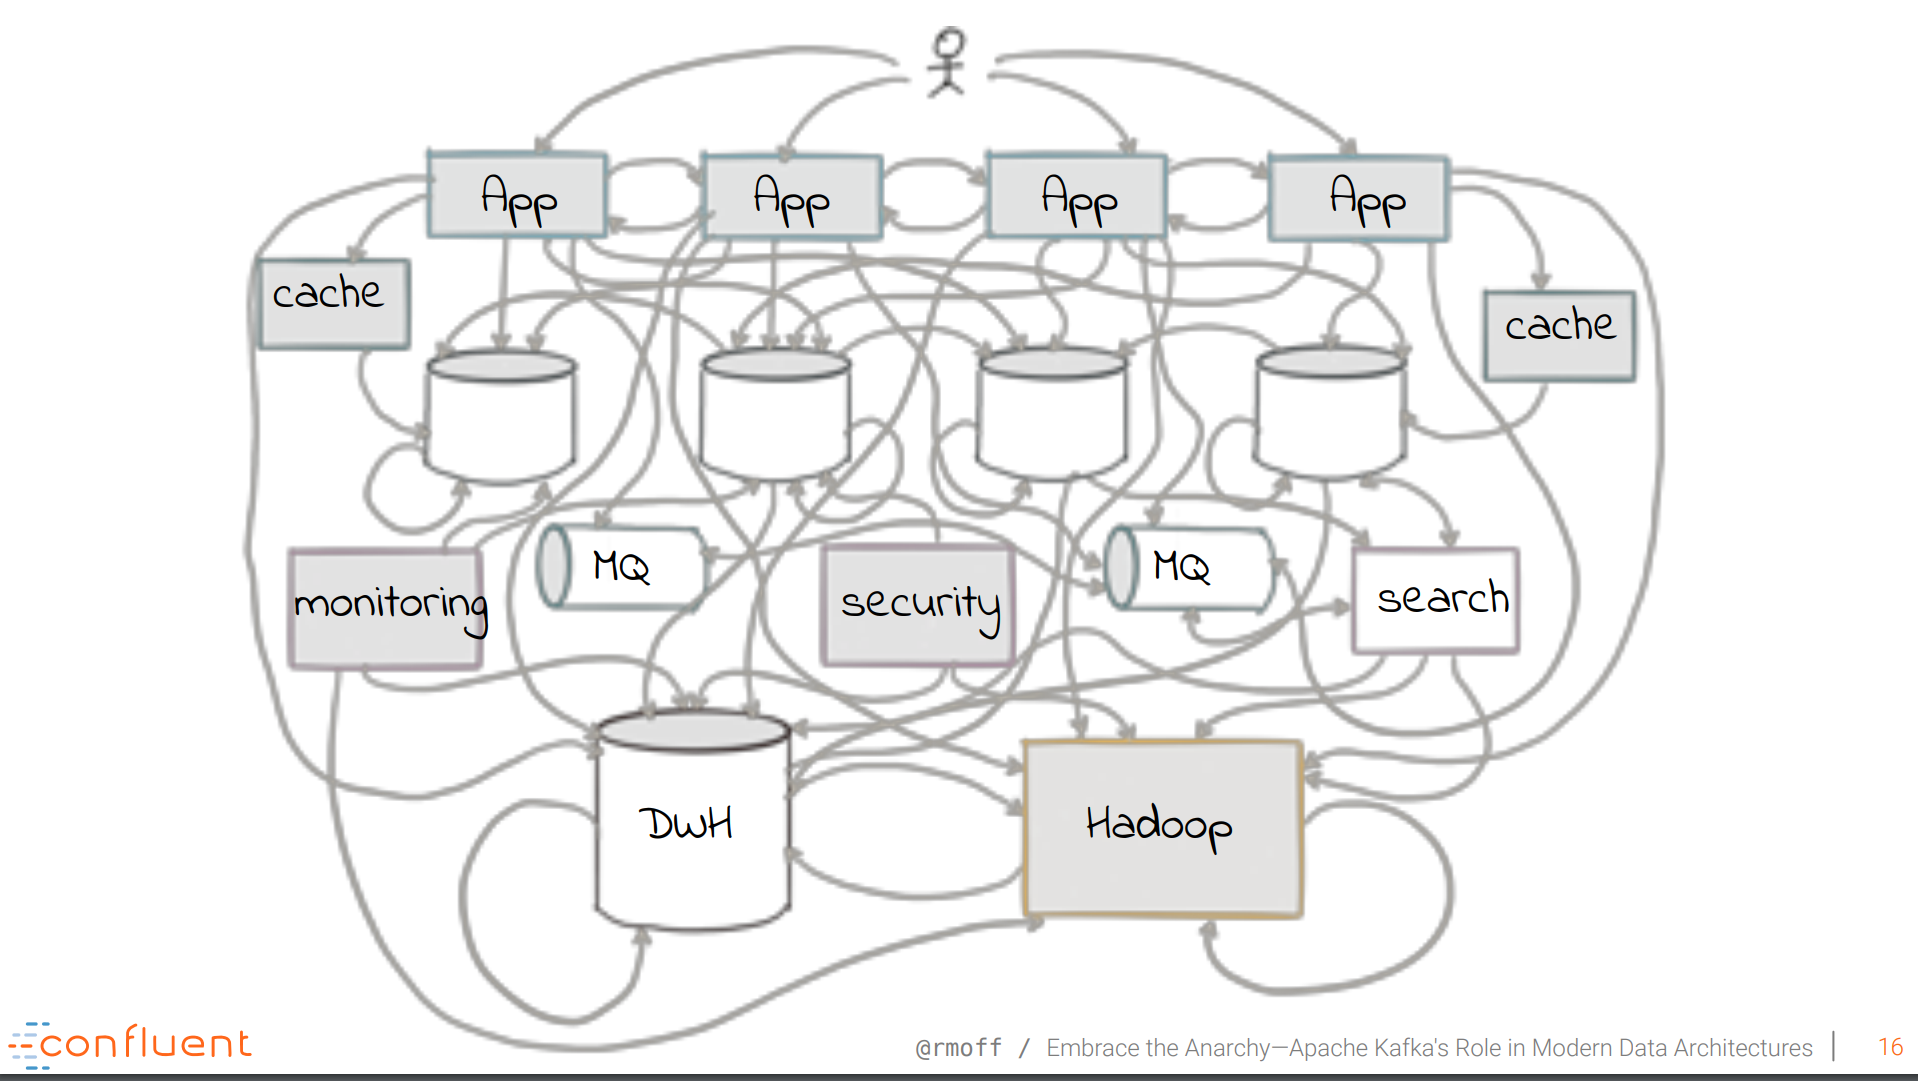 App
App
App
App
cache
cache
MQ
MQ
monitoring
security
search
DWH
Hadoop
confluent
@rmoff / Embrace the Anarchy—Apache Kafka's Role in Modern Data Architectures | 16